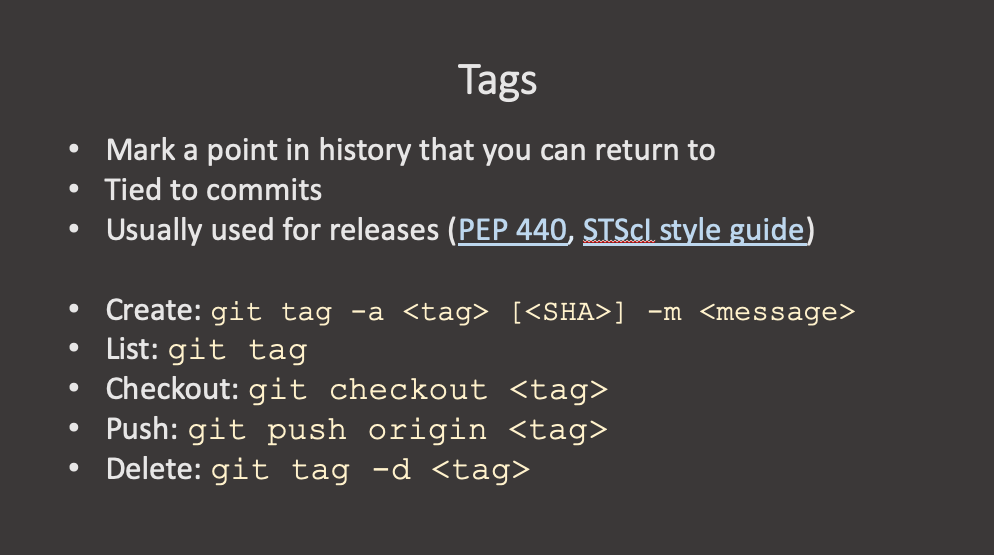 Tags
• Mark a point in history that you can return to
• Tied to commits
• Usually used for releases (PEP 440, STScI style guide)
• Create: git tag -a <tag> [<SHA>] -m <message>
• List: git tag
• Checkout: git checkout <tag>
• Push: git push origin <tag>
• Delete: git tag -d <tag>